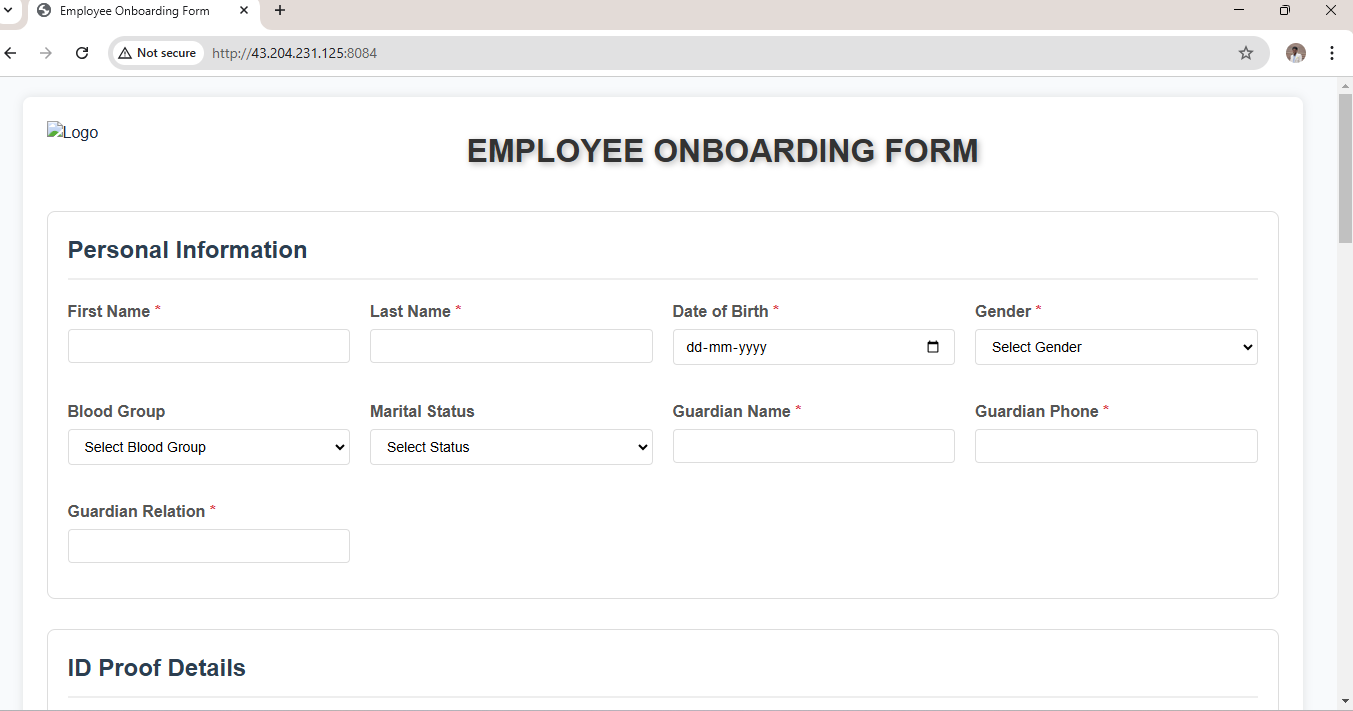 Employee Onboarding Form
Not secure
http://43.204.231.125:8084
Logo
EMPLOYEE ONBOARDING FORM
Personal Information
First Name * Last Name * Date of Birth * Gender *
dd-mm-yyyy Select Gender
Blood Group Marital Status Guardian Name * Guardian Phone *
Select Blood Group Select Status
Guardian Relation *
ID Proof Details